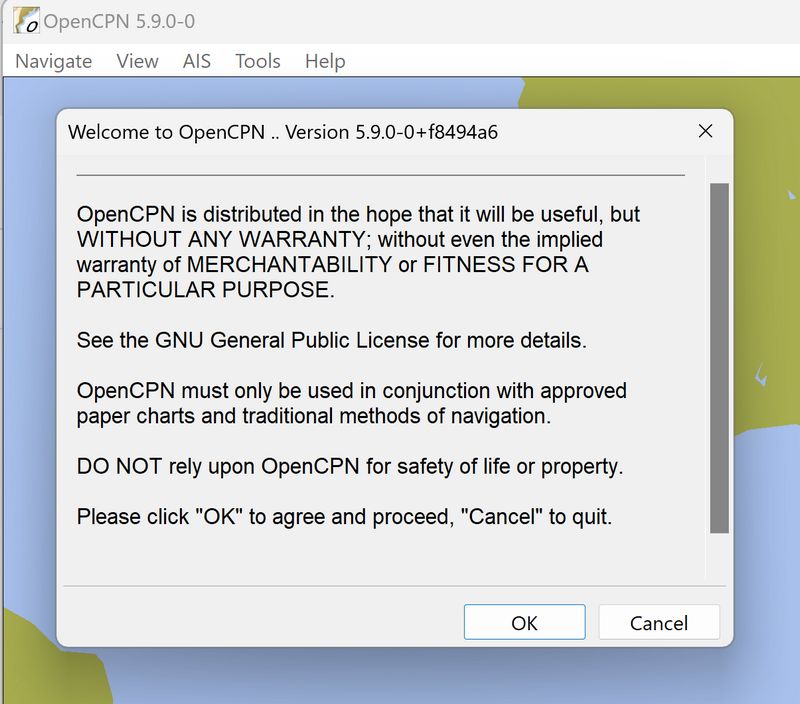 OpenCPN 5.9.0-0
Navigate View AIS Tools Help
Welcome to OpenCPN .. Version 5.9.0-0+f8494a6
OpenCPN is distributed in the hope that it will be useful, but
WITHOUT ANY WARRANTY; without even the implied
warranty of MERCHANTABILITY or FITNESS FOR A
PARTICULAR PURPOSE.
See the GNU General Public License for more details.
OpenCPN must only be used in conjunction with approved
paper charts and traditional methods of navigation.
DO NOT rely upon OpenCPN for safety of life or property.
Please click "OK" to agree and proceed, "Cancel" to quit.
OK Cancel